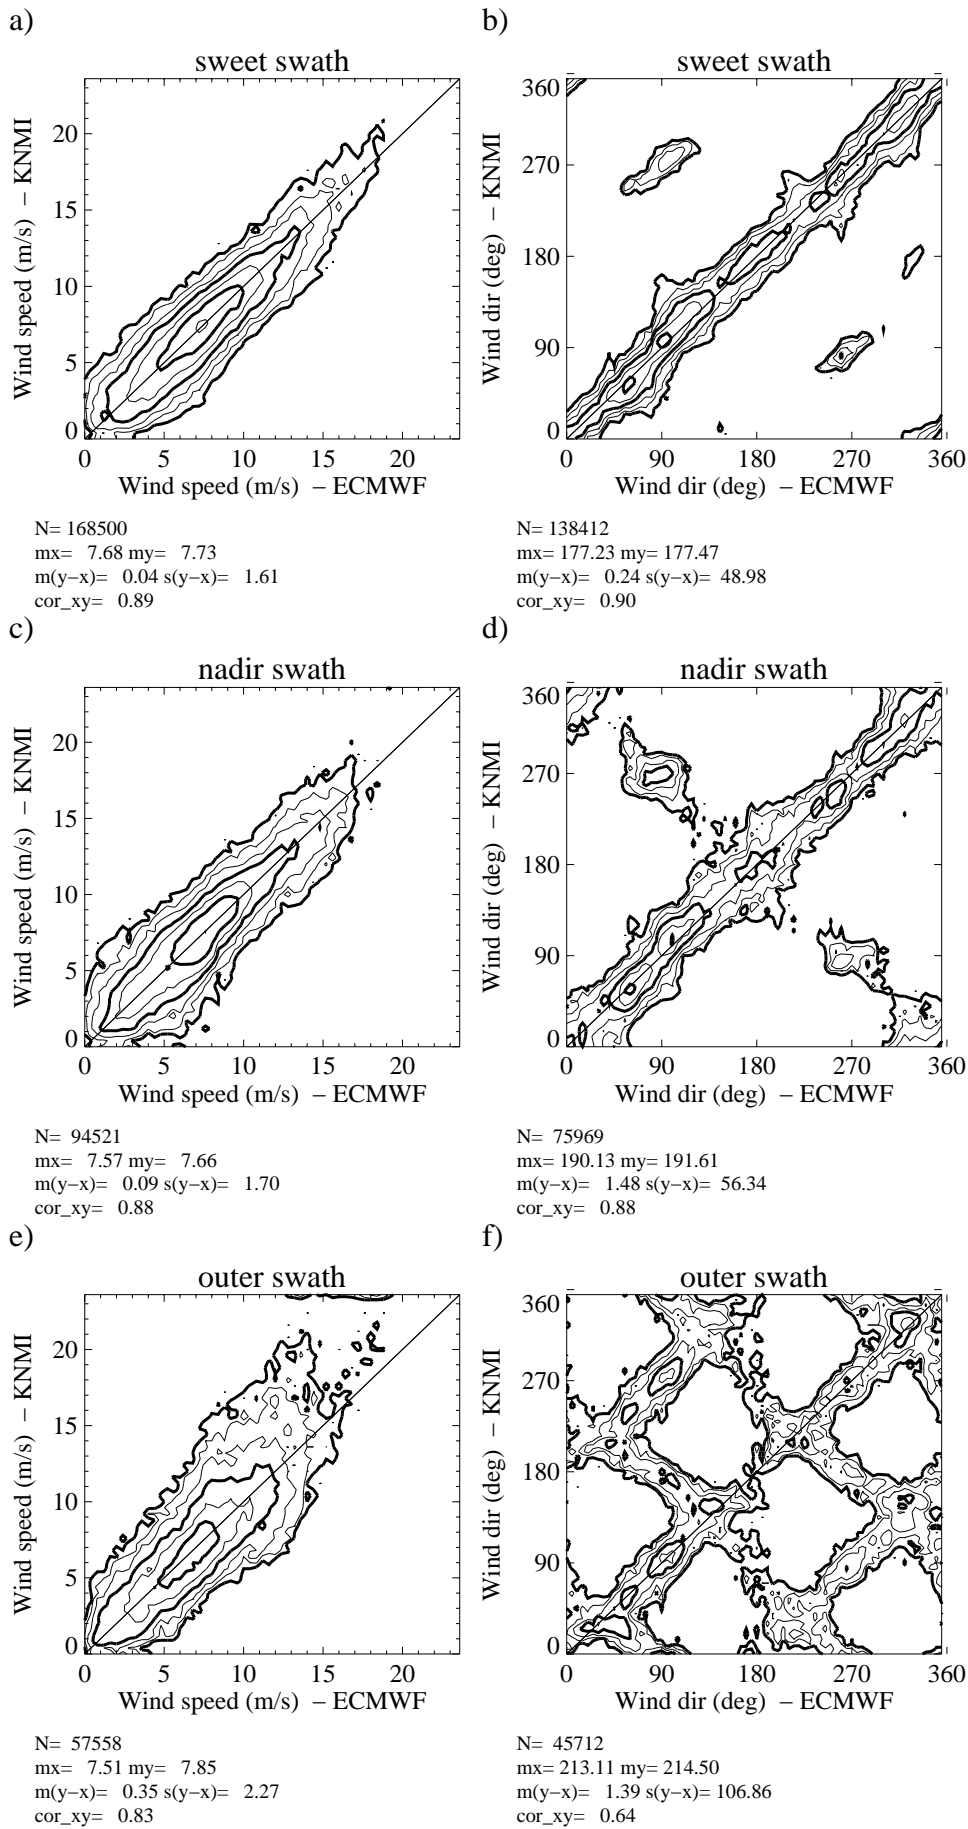 a)
sweet swath
Wind speed (m/s) − KNMI
20
15
10
5
0
0 5 10 15 20
Wind speed (m/s) − ECMWF
N= 168500
mx= 7.68 my= 7.73
m(y−x)= 0.04 s(y−x)= 1.61
cor_xy= 0.89
b)
sweet swath
Wind dir (deg) − KNMI
360
270
180
90
0
0 90 180 270 360
Wind dir (deg) − ECMWF
N= 138412
mx= 177.23 my= 177.47
m(y−x)= 0.24 s(y−x)= 48.98
cor_xy= 0.90
c)
nadir swath
Wind speed (m/s) − KNMI
20
15
10
5
0
0 5 10 15 20
Wind speed (m/s) − ECMWF
N= 94521
mx= 7.57 my= 7.66
m(y−x)= 0.09 s(y−x)= 1.70
cor_xy= 0.88
d)
nadir swath
Wind dir (deg) − KNMI
360
270
180
90
0
0 90 180 270 360
Wind dir (deg) − ECMWF
N= 75969
mx= 190.13 my= 191.61
m(y−x)= 1.48 s(y−x)= 56.34
cor_xy= 0.88
e)
outer swath
Wind speed (m/s) − KNMI
20
15
10
5
0
0 5 10 15 20
Wind speed (m/s) − ECMWF
N= 57558
mx= 7.51 my= 7.85
m(y−x)= 0.35 s(y−x)= 2.27
cor_xy= 0.83
f)
outer swath
Wind dir (deg) − KNMI
360
270
180
90
0
0 90 180 270 360
Wind dir (deg) − ECMWF
N= 45712
mx= 213.11 my= 214.50
m(y−x)= 1.39 s(y−x)= 106.86
cor_xy= 0.64